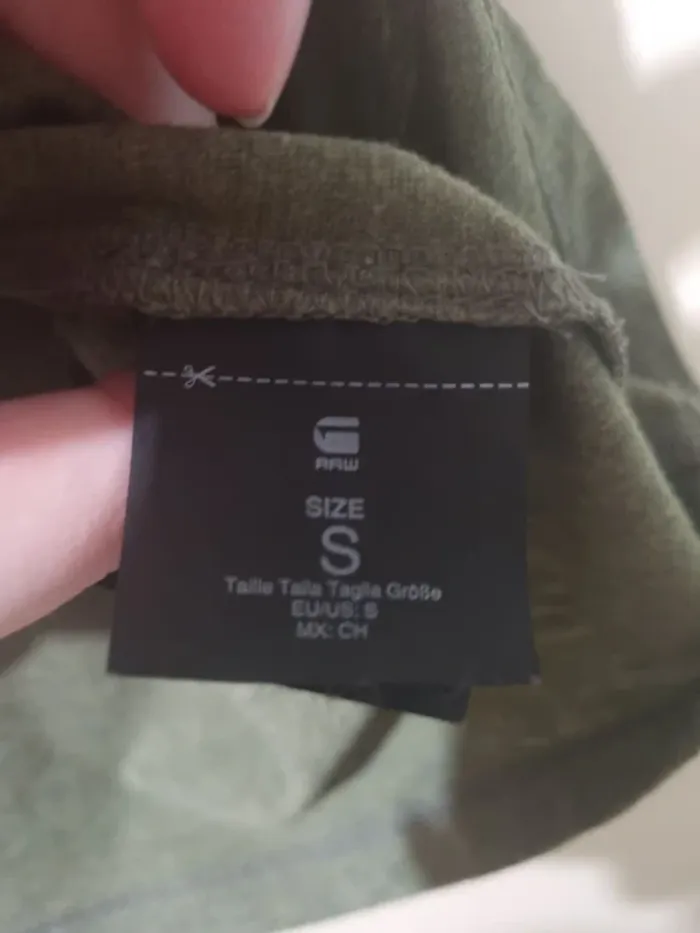 G
RAW
SIZE
S
Taille Talla Taglia Größe
EU/US: S
MX: CH